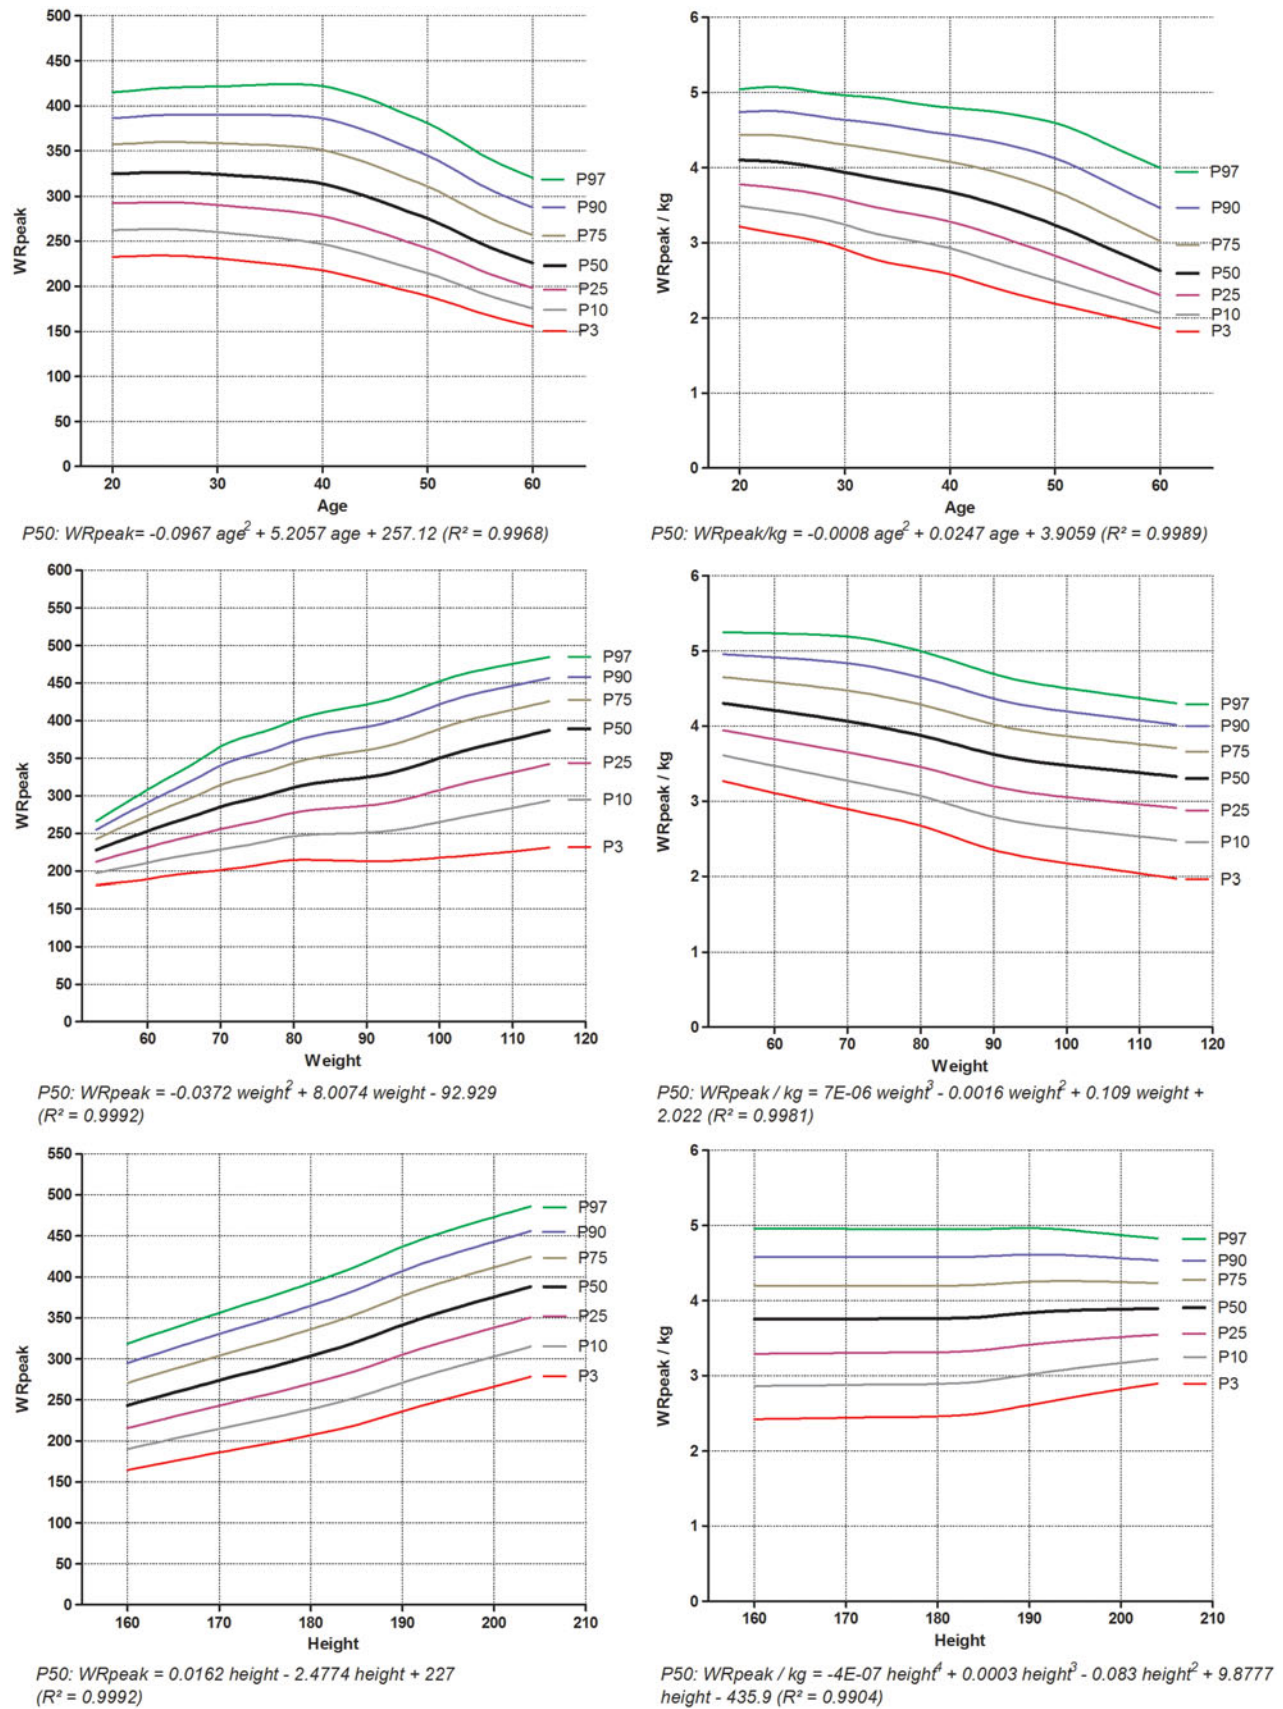 500
450
400
350
300
250
200
150
100
50
0
WRpeak
P97
P90
P75
P50
P25
P10
P3
20 30 40 50 60
Age
P50: WRpeak= -0.0967 age² + 5.2057 age + 257.12 (R² = 0.9968)
6
5
4
3
2
1
0
WRpeak / kg
P97
P90
P75
P50
P25
P10
P3
20 30 40 50 60
Age
P50: WRpeak/kg = -0.0008 age² + 0.0247 age + 3.9059 (R² = 0.9989)
600
550
500
450
400
350
300
250
200
150
100
50
0
WRpeak
P97
P90
P75
P50
P25
P10
P3
60 70 80 90 100 110 120
Weight
P50: WRpeak = -0.0372 weight² + 8.0074 weight - 92.929
(R² = 0.9992)
6
5
4
3
2
1
0
WRpeak / kg
P97
P90
P75
P50
P25
P10
P3
60 70 80 90 100 110 120
Weight
P50: WRpeak / kg = 7E-06 weight³ - 0.0016 weight² + 0.109 weight +
2.022 (R² = 0.9981)
550
500
450
400
350
300
250
200
150
100
50
0
WRpeak
P97
P90
P75
P50
P25
P10
P3
160 170 180 190 200 210
Height
P50: WRpeak = 0.0162 height - 2.4774 height + 227
(R² = 0.9992)
6
5
4
3
2
1
0
WRpeak / kg
P97
P90
P75
P50
P25
P10
P3
160 170 180 190 200 210
Height
P50: WRpeak / kg = -4E-07 height⁴ + 0.0003 height³ - 0.083 height² + 9.8777
height - 435.9 (R² = 0.9904)